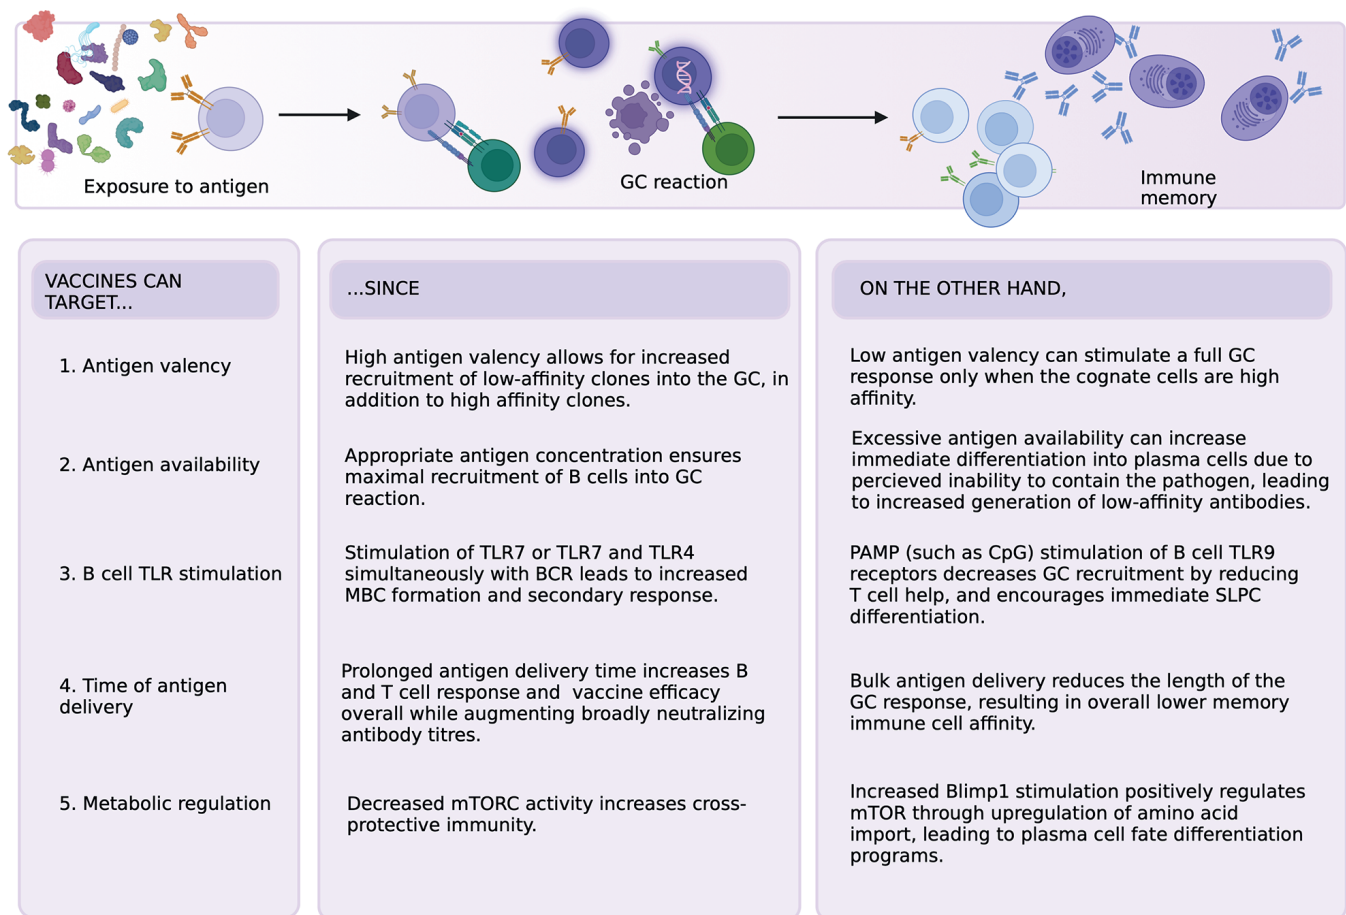 Exposure to antigen
GC reaction
Immune
memory
VACCINES CAN
TARGET...
...SINCE
ON THE OTHER HAND,
1. Antigen valency
High antigen valency allows for increased
recruitment of low-affinity clones into the GC, in
addition to high affinity clones.
Low antigen valency can stimulate a full GC
response only when the cognate cells are high
affinity.
2. Antigen availability
Appropriate antigen concentration ensures
maximal recruitment of B cells into GC
reaction.
Excessive antigen availability can increase
immediate differentiation into plasma cells due to
percieved inability to contain the pathogen, leading
to increased generation of low-affinity antibodies.
3. B cell TLR stimulation
Stimulation of TLR7 or TLR7 and TLR4
simultaneously with BCR leads to increased
MBC formation and secondary response.
PAMP (such as CpG) stimulation of B cell TLR9
receptors decreases GC recruitment by reducing
T cell help, and encourages immediate SLPC
differentiation.
4. Time of antigen
delivery
Prolonged antigen delivery time increases B
and T cell response and  vaccine efficacy
overall while augmenting broadly neutralizing
antibody titres.
Bulk antigen delivery reduces the length of the
GC response, resulting in overall lower memory
immune cell affinity.
5. Metabolic regulation
Decreased mTORC activity increases cross-
protective immunity.
Increased Blimp1 stimulation positively regulates
mTOR through upregulation of amino acid
import, leading to plasma cell fate differentiation
programs.